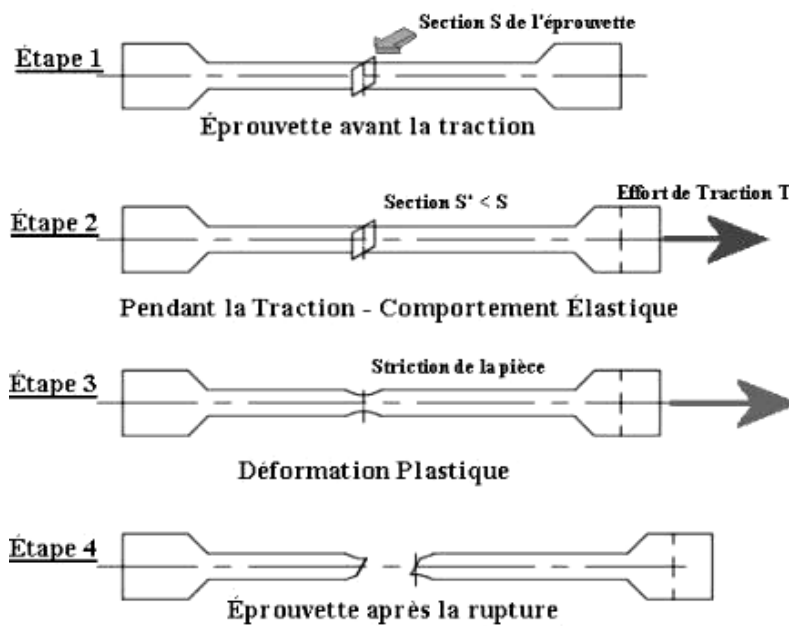 Section S de l'éprouvette
Étape 1
Éprouvette avant la traction
Section S' < S
Effort de Traction T
Étape 2
Pendant la Traction - Comportement Élastique
Striction de la pièce
Étape 3
Déformation Plastique
Étape 4
Éprouvette après la rupture